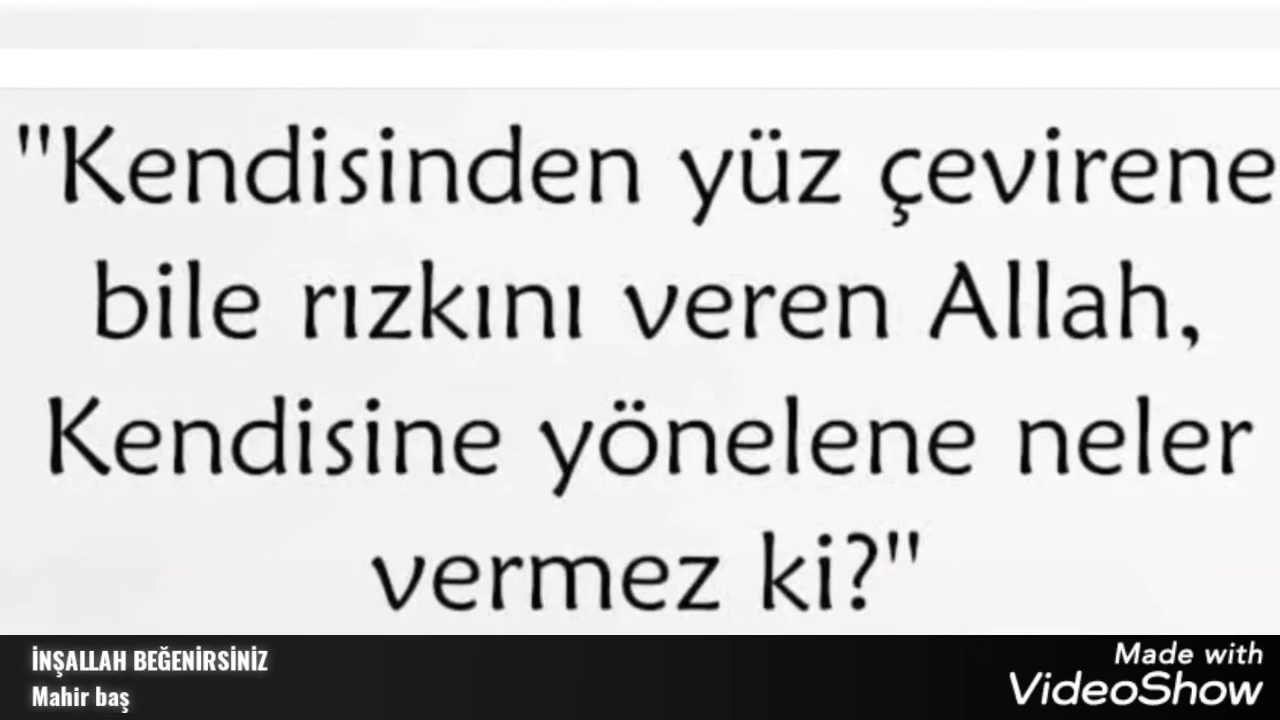 "Kendisinden yüz çevirene
bile rızkını veren Allah,
Kendisine yönelene neler
vermez ki?"
İNŞALLAH BEĞENİRSİNİZ
Mahir baş
Made with
VideoShow